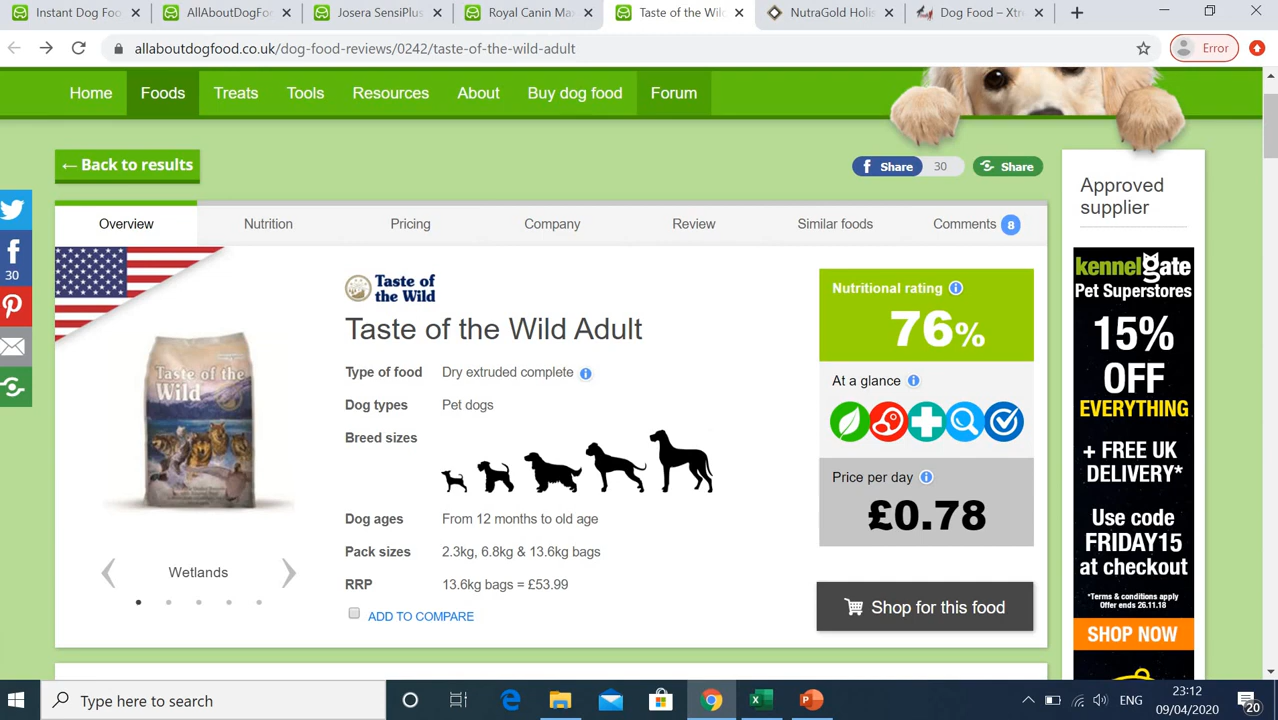 Instant Dog Foo
AllAboutDogFo
Josera SensiPlus
Royal Canin Ma
Taste of the Wil
NutraGold Holi
Dog Food – Xtr
allaboutdogfood.co.uk/dog-food-reviews/0242/taste-of-the-wild-adult
Error
Home
Foods
Treats
Tools
Resources
About
Buy dog food
Forum
← Back to results
Share
30
Share
30
Overview
Nutrition
Pricing
Company
Review
Similar foods
Comments 8
Taste of the
Wild
Wetlands
Taste of
the Wild
Taste of the Wild Adult
Type of food Dry extruded complete
Dog types Pet dogs
Breed sizes
Dog ages From 12 months to old age
Pack sizes 2.3kg, 6.8kg & 13.6kg bags
RRP 13.6kg bags = £53.99
ADD TO COMPARE
Nutritional rating
76%
At a glance
Price per day
£0.78
Shop for this food
Approved
supplier
kennelgate
Pet Superstores
15%
OFF
EVERYTHING
+ FREE UK
DELIVERY*
Use code
FRIDAY15
at checkout
*Terms & conditions apply
Offer ends 26.11.18
SHOP NOW
Type here to search
ENG
23:12
09/04/2020
20